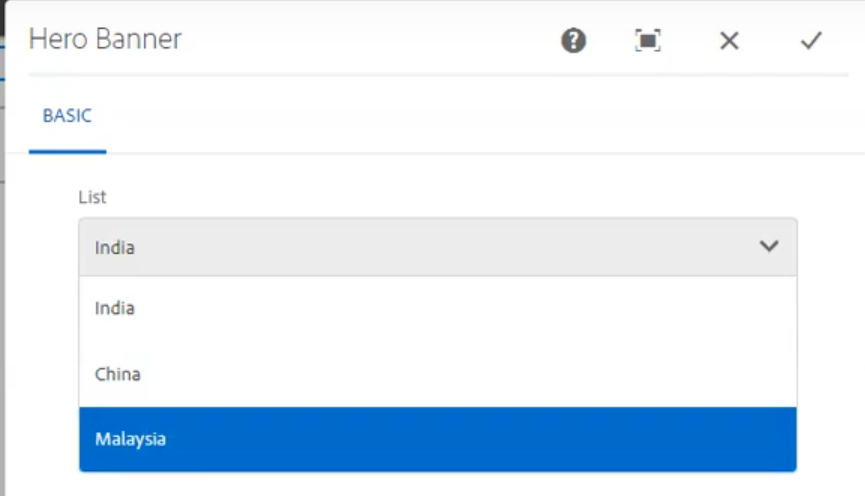 Hero Banner
BASIC
List
India
India
China
Malaysia